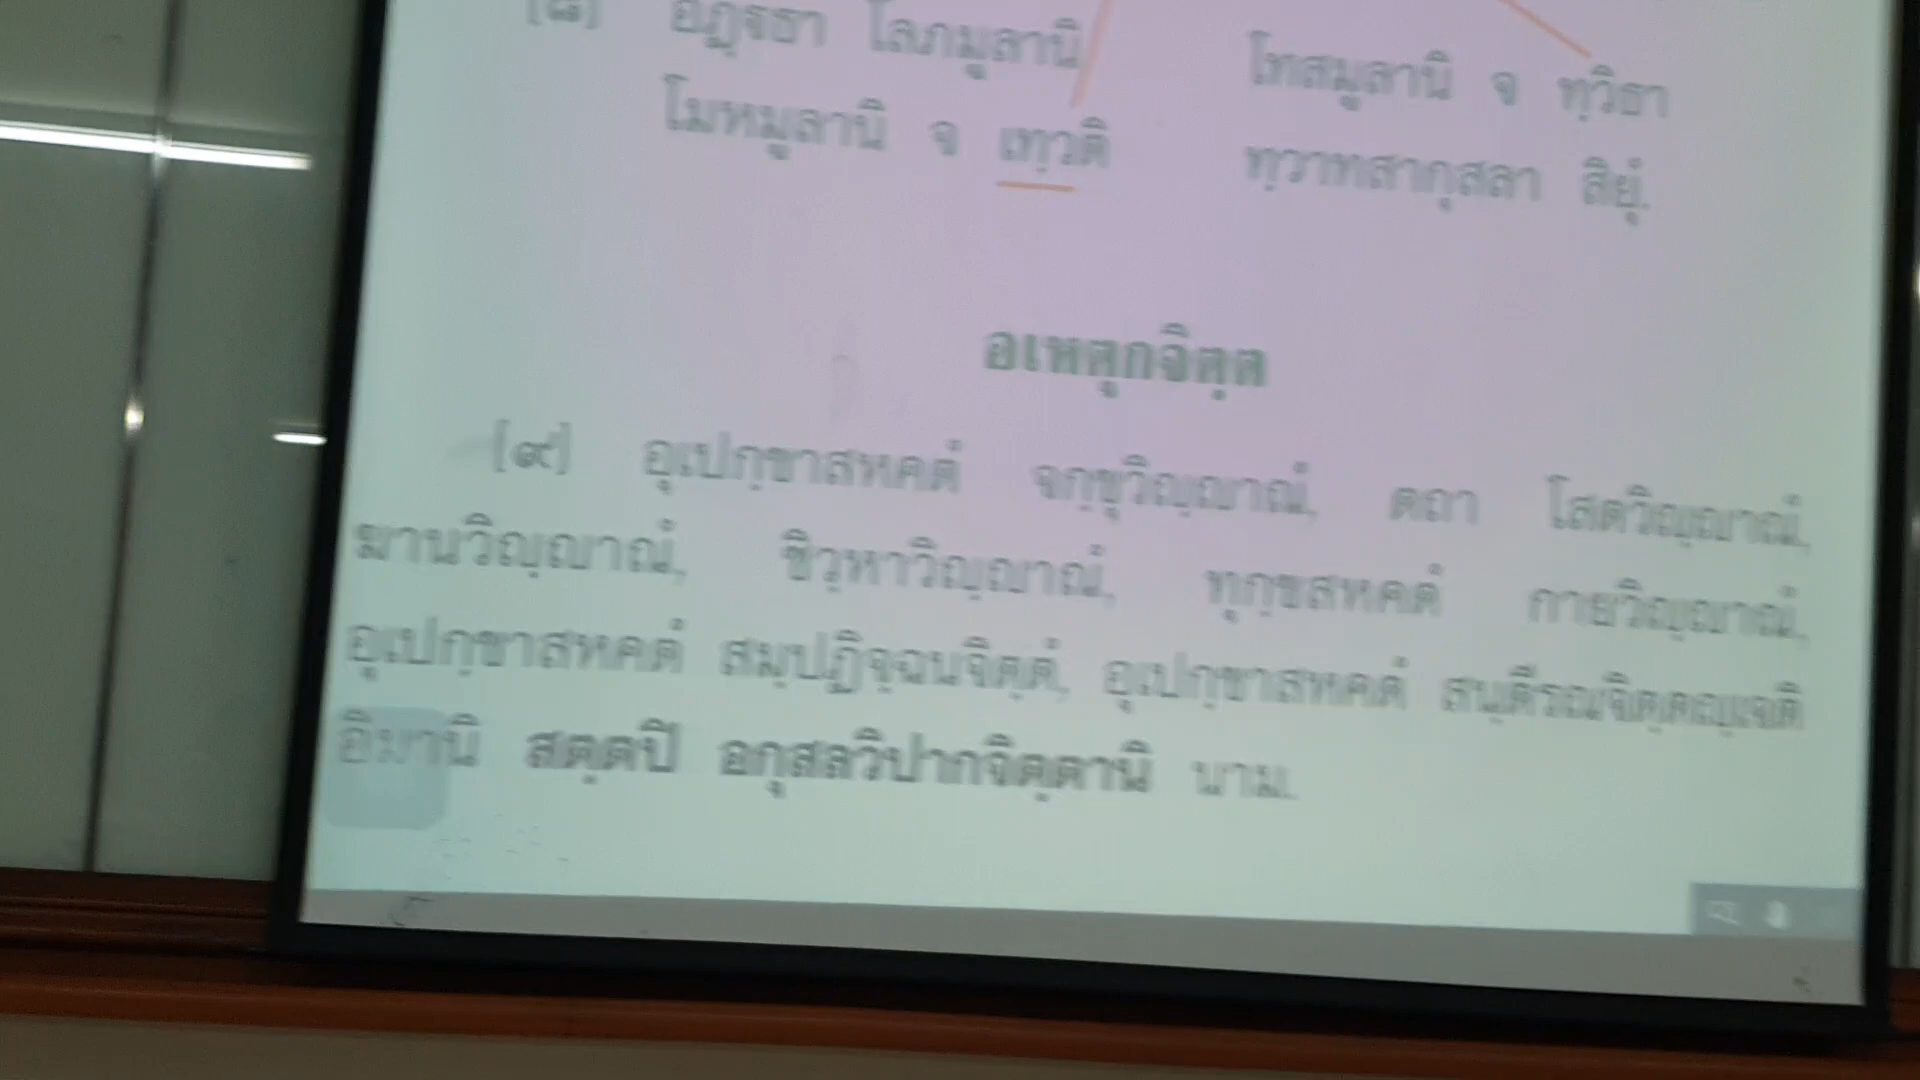 [๘] อฏฺฐธา โลภมูลานิ โทสมูลานิ จ ทฺวิธา
โมหมูลานิ จ เทฺวติ ทฺวาทสากุสลา สิยุํ.
อเหตุกจิตฺต
[๙] อุเปกฺขาสหคตํ จกฺขุวิญฺญาณํ, ตถา โสตวิญฺญาณํ,
ฆานวิญฺญาณํ, ชิวฺหาวิญฺญาณํ, ทุกฺขสหคตํ กายวิญฺญาณํ,
อุเปกฺขาสหคตํ สมฺปฏิจฺฉนจิตฺตํ, อุเปกฺขาสหคตํ สนฺตีรณจิตฺตญฺเจติ
อิมานิ สตฺตปิ อกุสลวิปากจิตฺตานิ นาม.